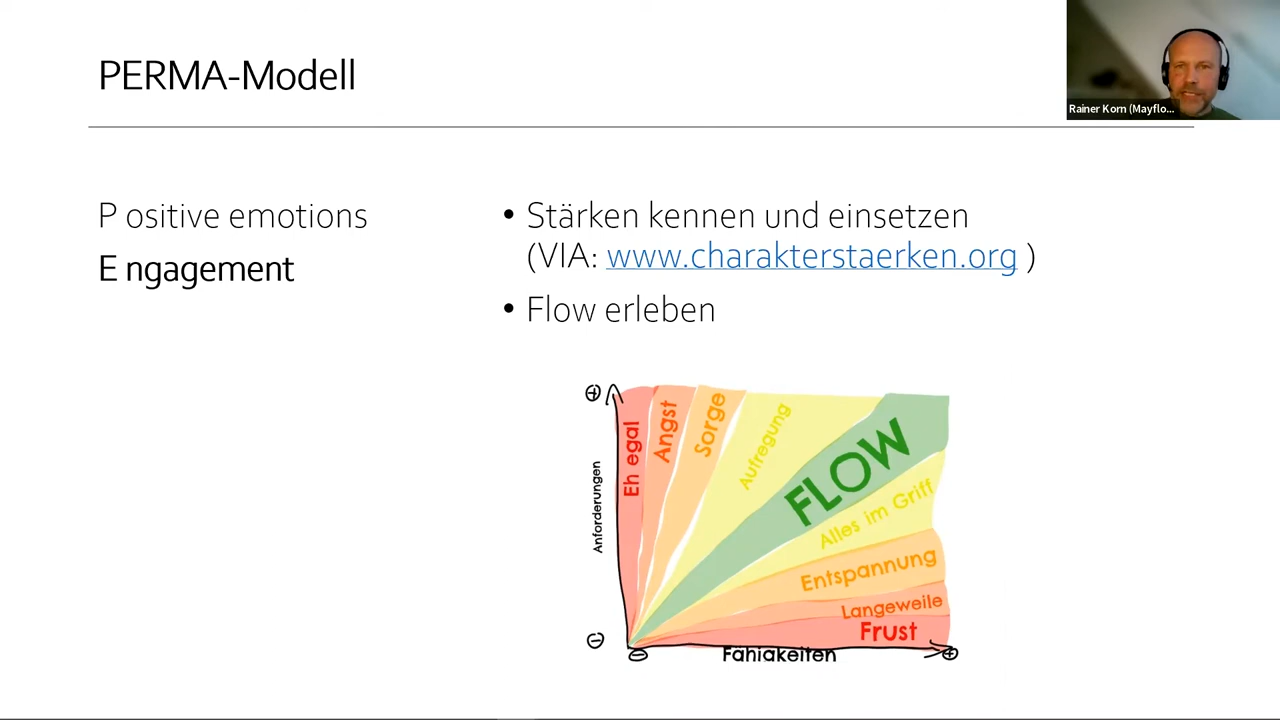 PERMA-Modell
Rainer Korn (Mayflo...
P ositive emotions
E ngagement
• Stärken kennen und einsetzen
(VIA: www.charakterstaerken.org )
• Flow erleben
Anforderungen
Eh egal
Angst
Sorge
Aufregung
FLOW
Alles im Griff
Entspannung
Langeweile
Frust
Fähigkeiten